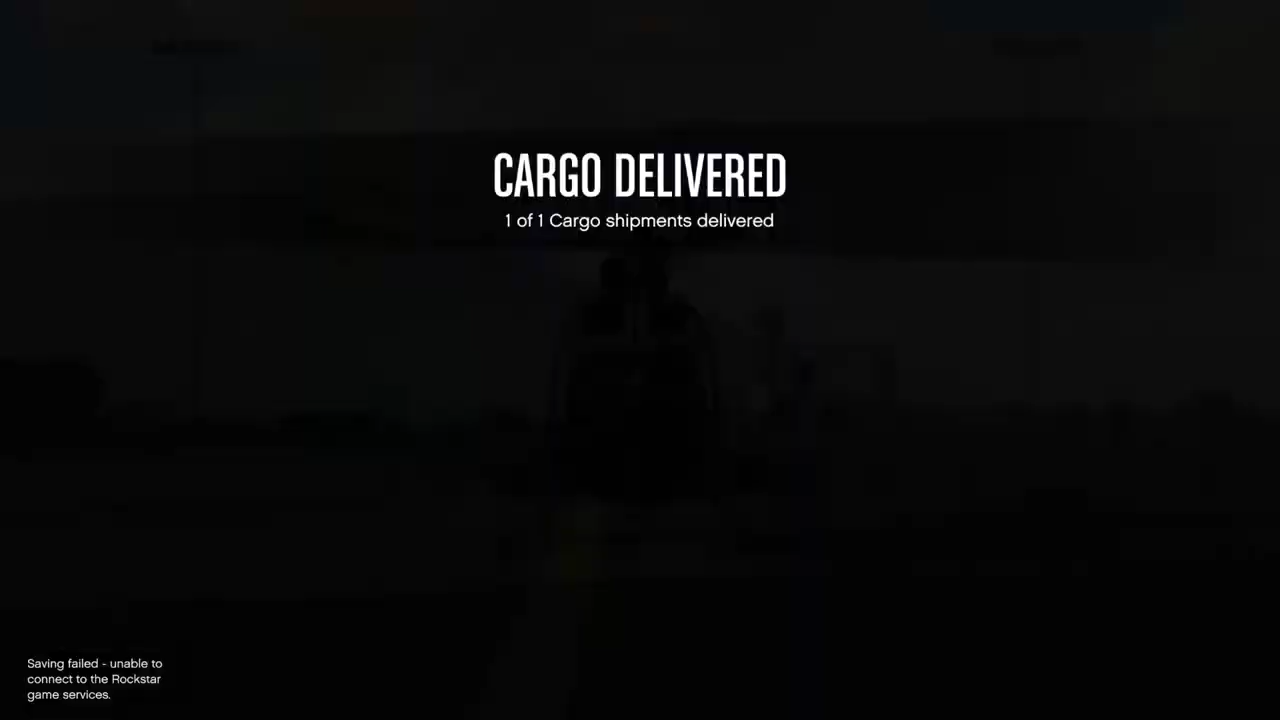 CARGO DELIVERED
1 of 1 Cargo shipments delivered
Saving failed - unable to
connect to the Rockstar
game services.